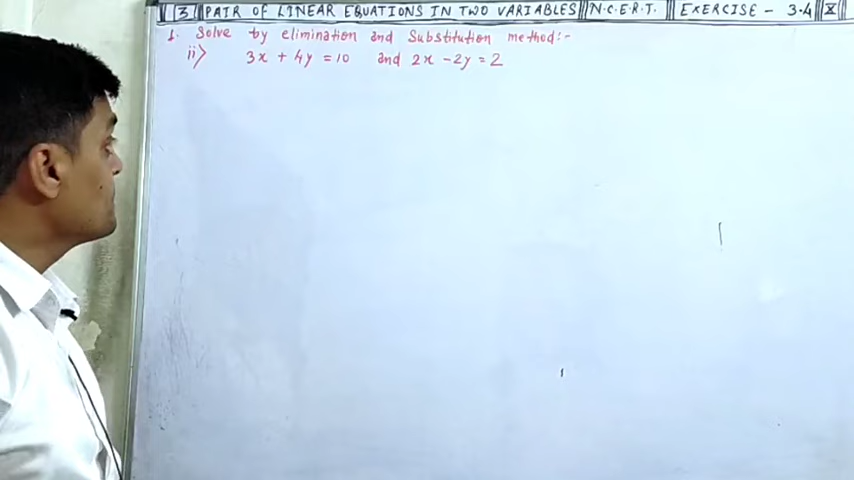 3 PAIR OF LINEAR EQUATIONS IN TWO VARIABLES N.C.E.R.T. EXERCISE - 3.4 X
1. Solve by elimination and Substitution method:-
ii> 3x + 4y = 10 and 2x - 2y = 2